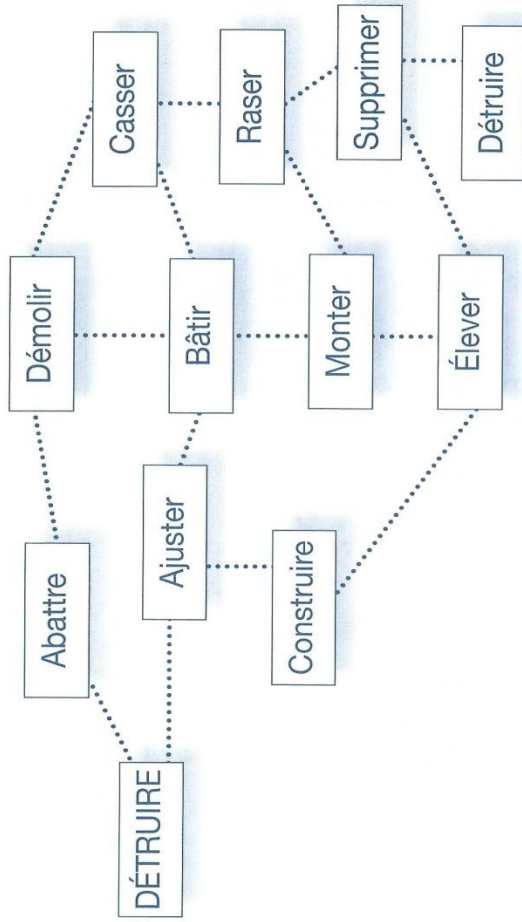 Démolir
Abattre
Casser
DÉTRUIRE
Ajuster
Bâtir
Raser
Construire
Monter
Supprimer
Élever
Détruire